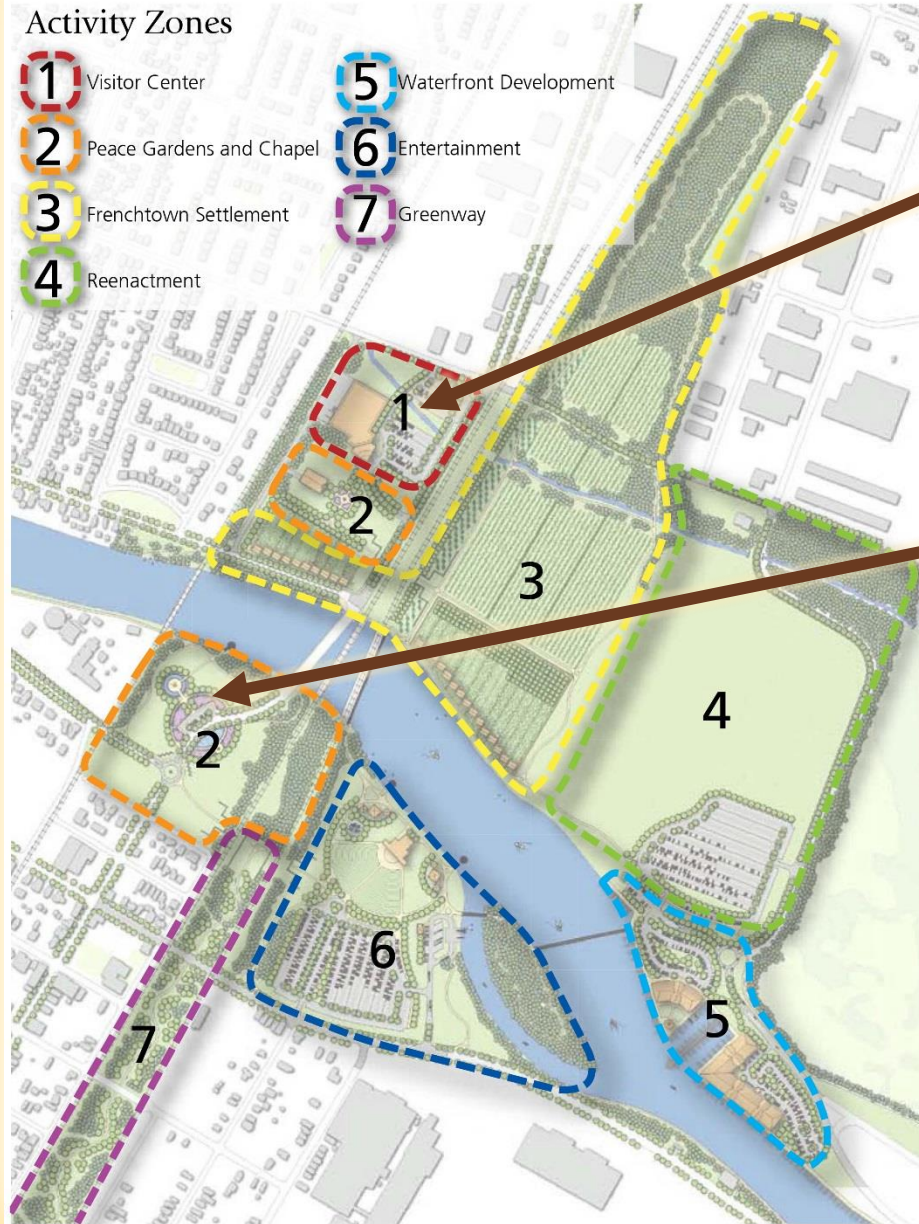 Activity Zones
1 Visitor Center
2 Peace Gardens and Chapel
3 Frenchtown Settlement
4 Reenactment
5 Waterfront Development
6 Entertainment
7 Greenway
1
2
3
4
2
6
5
7